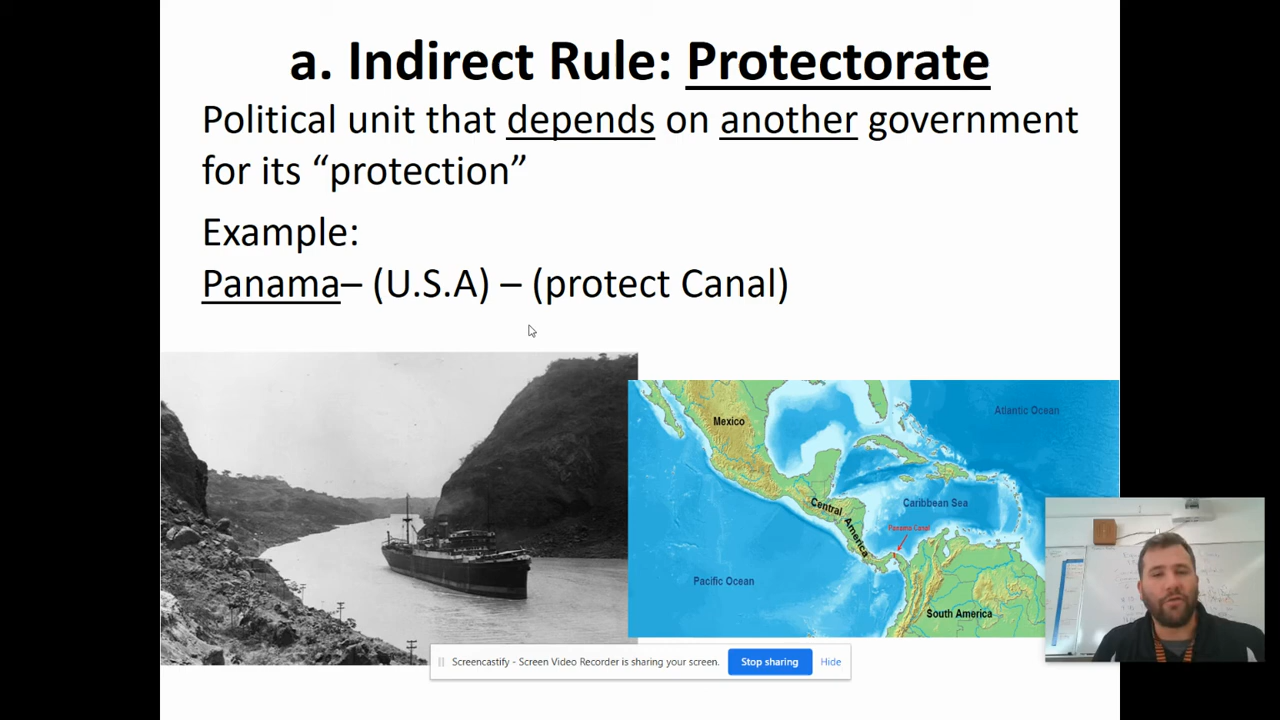 a. Indirect Rule: Protectorate
Political unit that depends on another government
for its “protection”
Example:
Panama– (U.S.A) – (protect Canal)
Mexico
Atlantic Ocean
Central America
Caribbean Sea
Panama Canal
Pacific Ocean
South America
Screencastify - Screen Video Recorder is sharing your screen.
Stop sharing
Hide